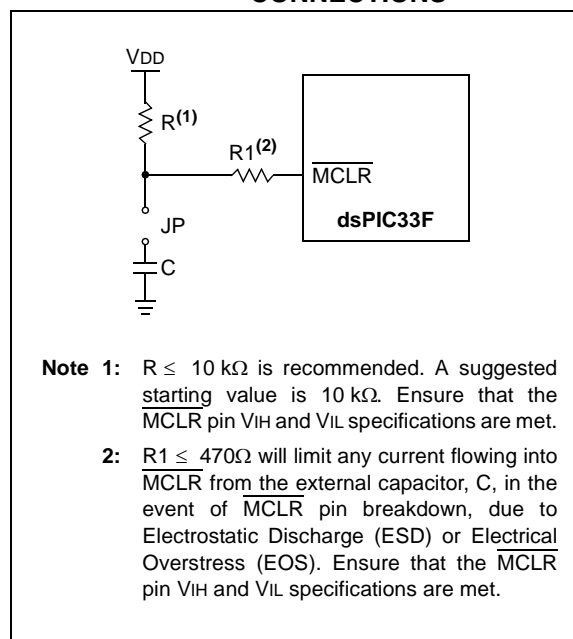 CONNECTIONS
VDD
R(1)
R1(2)
MCLR
dsPIC33F
JP
C
Note 1: R ≤ 10 kΩ is recommended. A suggested
starting value is 10 kΩ. Ensure that the
MCLR pin VIH and VIL specifications are met.
2: R1 ≤ 470Ω will limit any current flowing into
MCLR from the external capacitor, C, in the
event of MCLR pin breakdown, due to
Electrostatic Discharge (ESD) or Electrical
Overstress (EOS). Ensure that the MCLR
pin VIH and VIL specifications are met.